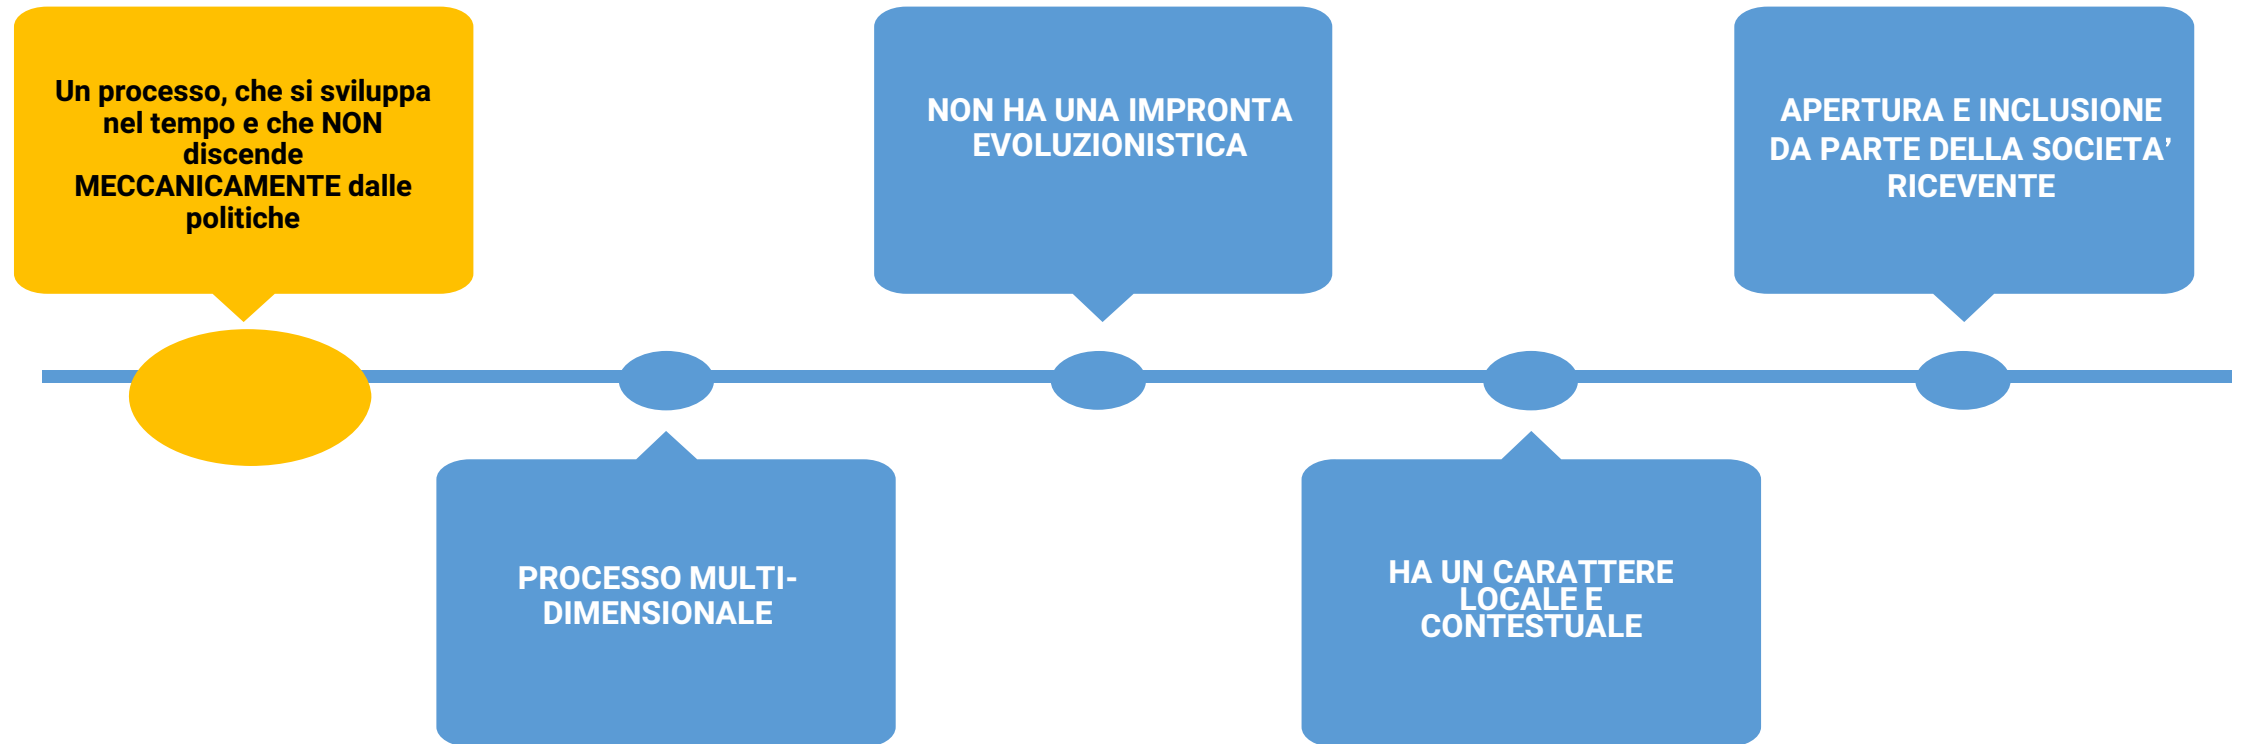 Un processo, che si sviluppa
nel tempo e che NON
discende
MECCANICAMENTE dalle
politiche
PROCESSO MULTI-
DIMENSIONALE
NON HA UNA IMPRONTA
EVOLUZIONISTICA
HA UN CARATTERE
LOCALE E
CONTESTUALE
APERTURA E INCLUSIONE
DA PARTE DELLA SOCIETA’
RICEVENTE